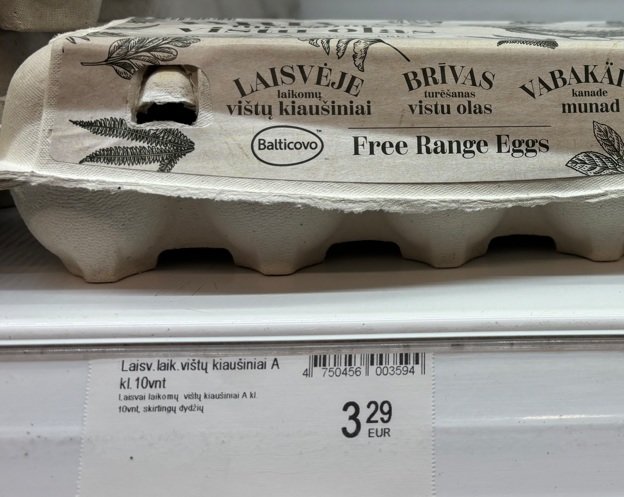 LAISVĖJE
laikomų
vištų kiaušiniai
BRĪVAS
turēšanas
vistu olas
kanade
munad
Balticovo
Free Range Eggs
Laisv.laik.vištų kiaušiniai A
kl.10vnt
Laisvai laikomų vištų kiaušiniai A kl.
10vnt, skirtingų dydžių
4 750456 003594
3 29
EUR